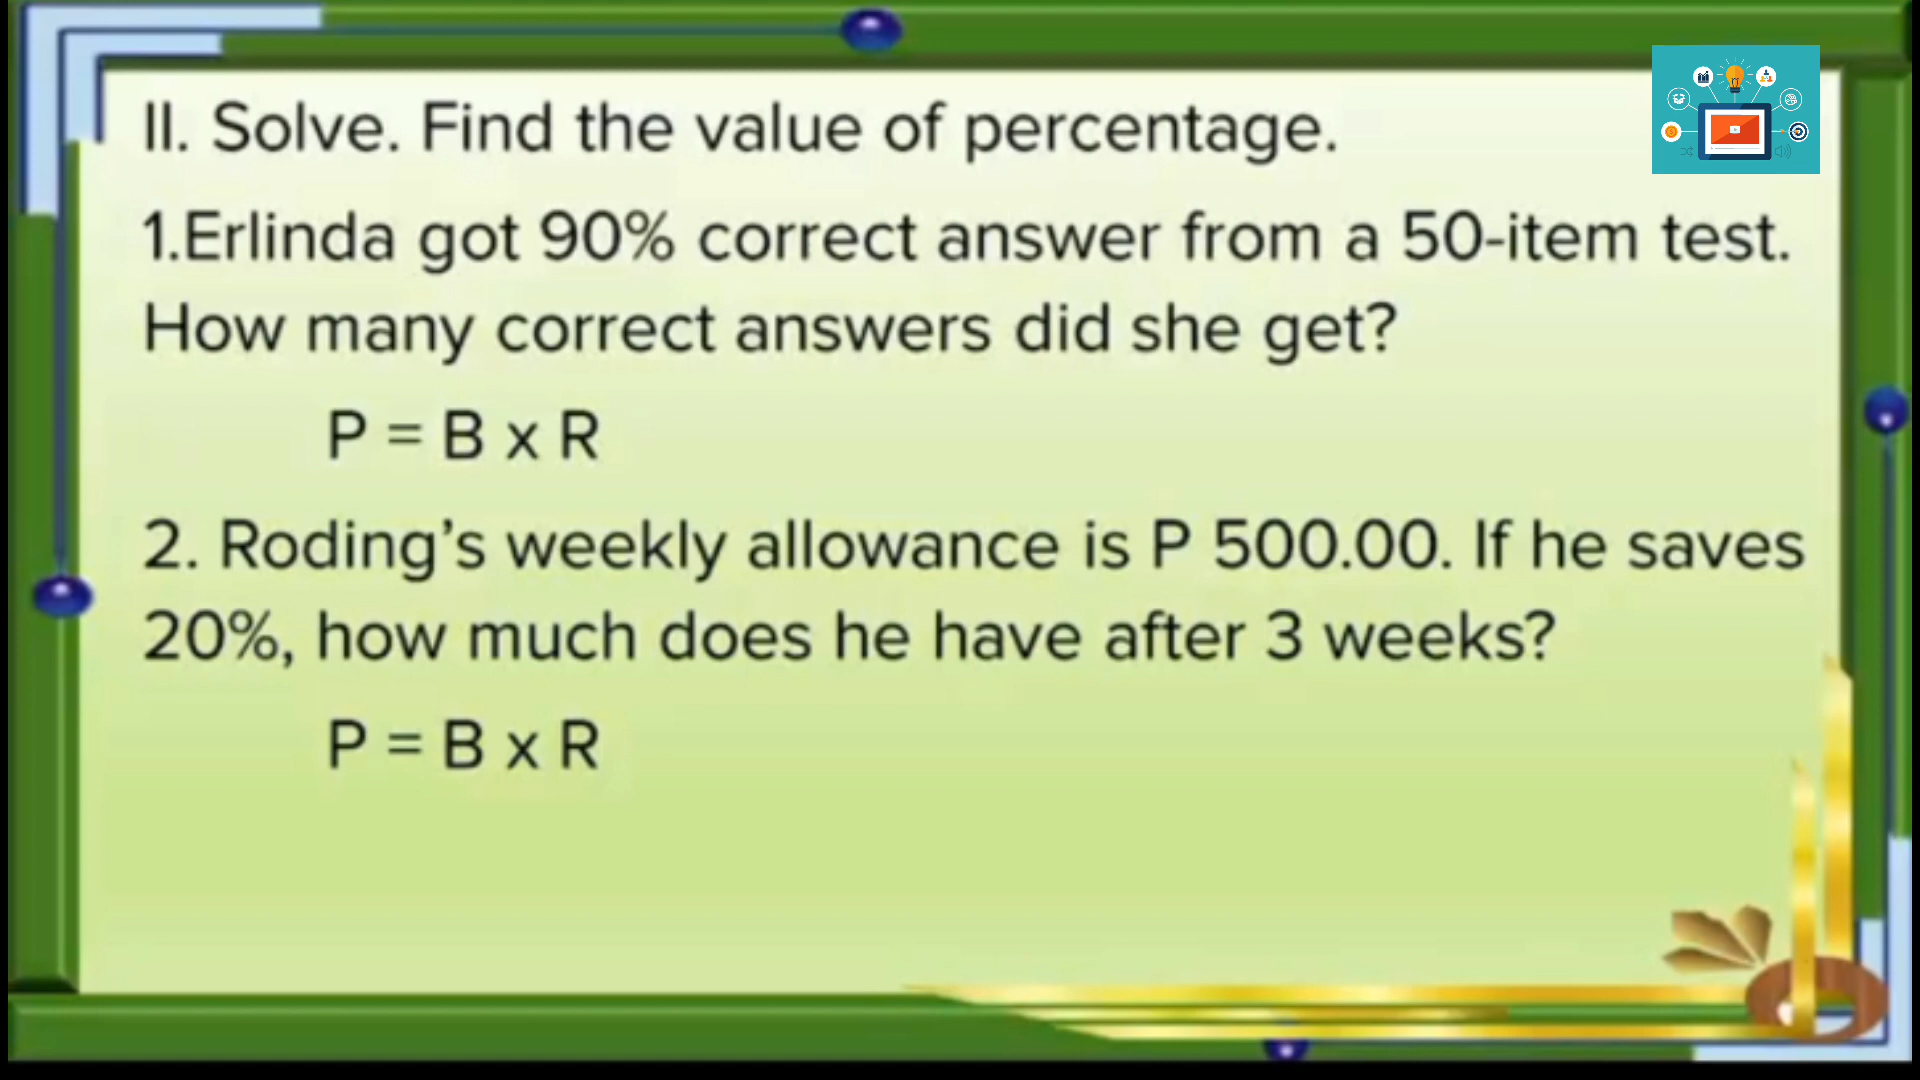 II. Solve. Find the value of percentage.
1.Erlinda got 90% correct answer from a 50-item test.
How many correct answers did she get?
P = B x R
2. Roding’s weekly allowance is P 500.00. If he saves
20%, how much does he have after 3 weeks?
P = B x R